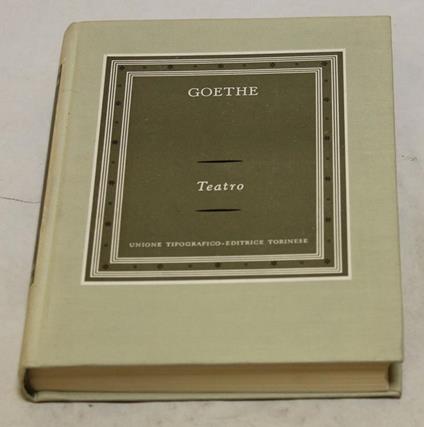 GOETHE
Teatro
UNIONE TIPOGRAFICO-EDITRICE TORINESE